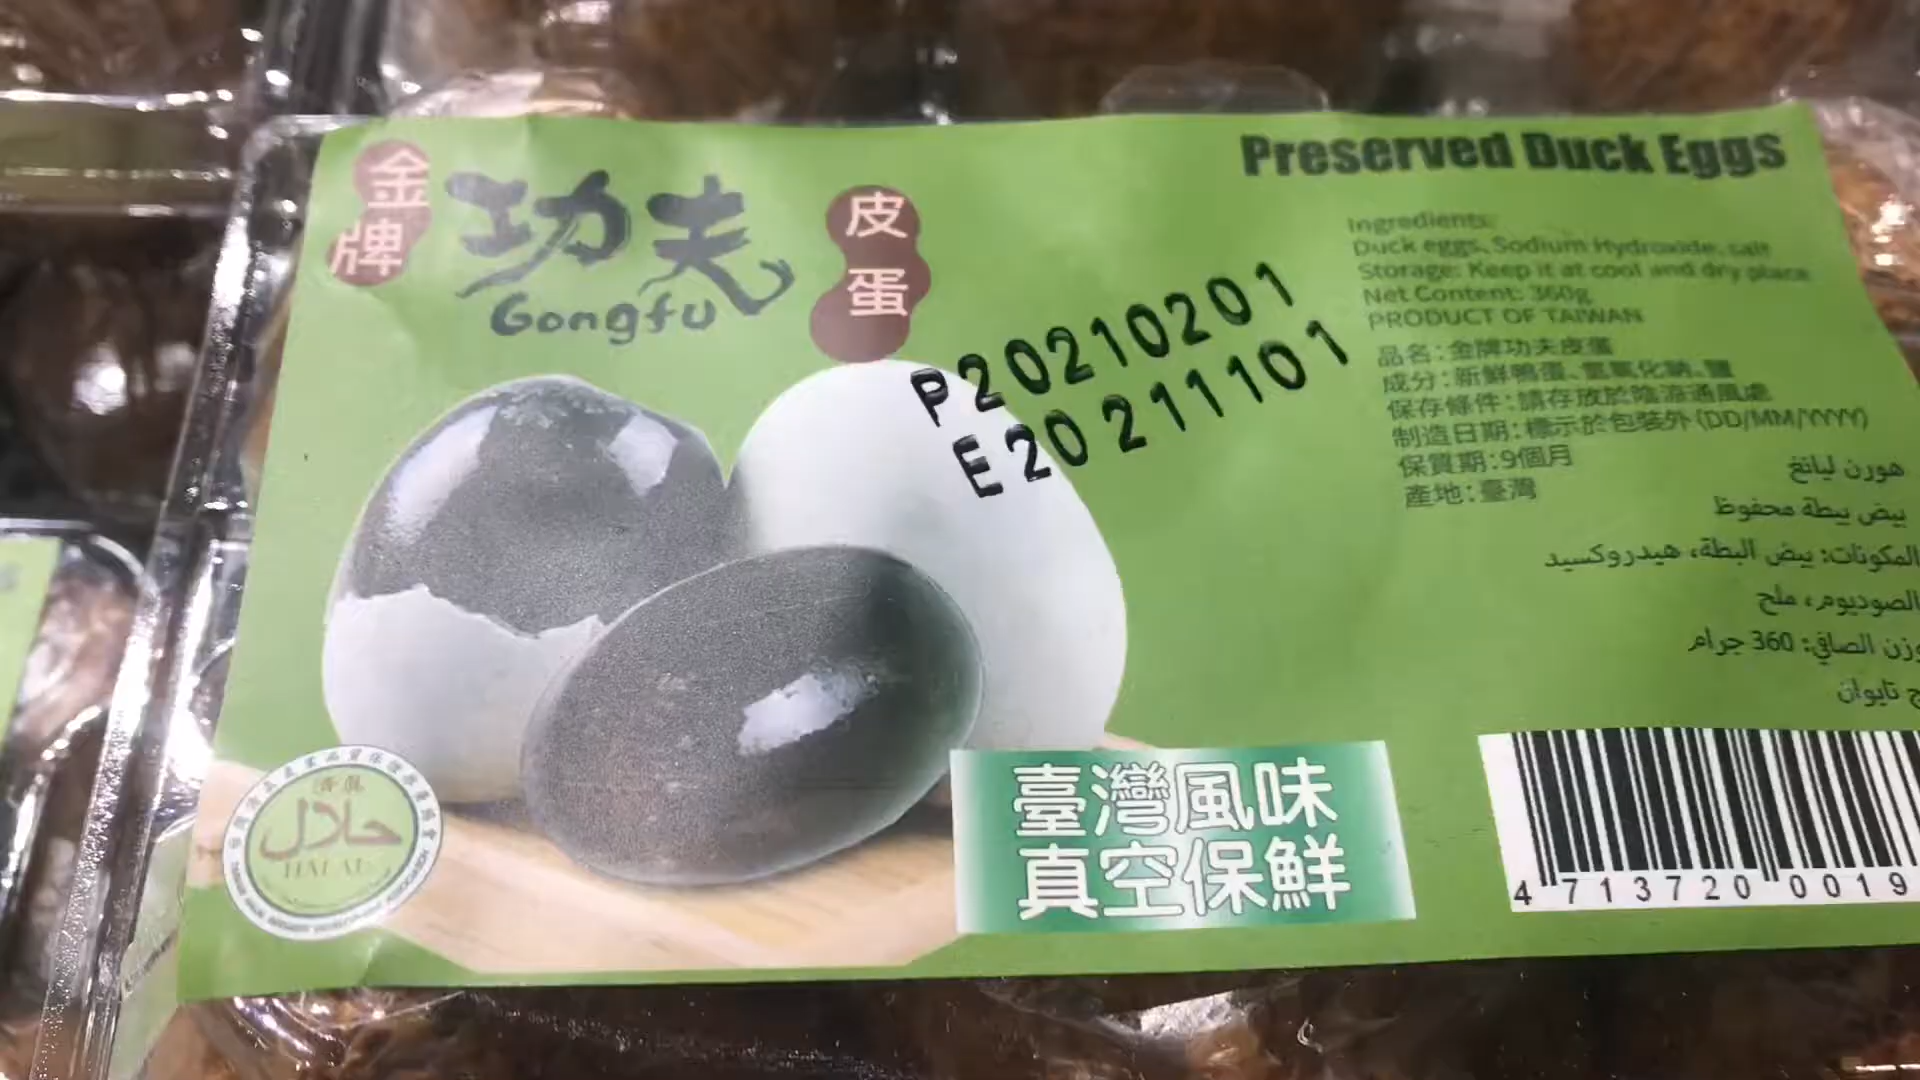 金牌
功夫
Gongfu
皮蛋
Preserved Duck Eggs
Ingredients:
Duck eggs, Sodium Hydroxide, salt
Storage: Keep it at cool and dry place
Net Content: 360g
PRODUCT OF TAIWAN
P20210201
E20211101
品名:金牌功夫皮蛋
成分:新鮮鴨蛋、氫氧化鈉、鹽
保存條件:請存放於陰涼通風處
制造日期:標示於包裝外(DD/MM/YYYY)
保質期:9個月
產地:臺灣
هورن ليانغ
بيض بيطة محفوظ
المكونات: بيض البطة، هيدروكسيد
الصوديوم، ملح
وزن الصافي: 360 جرام
تايوان
清真
حلال
HALAL
臺灣風味
真空保鮮
4 713720 0019